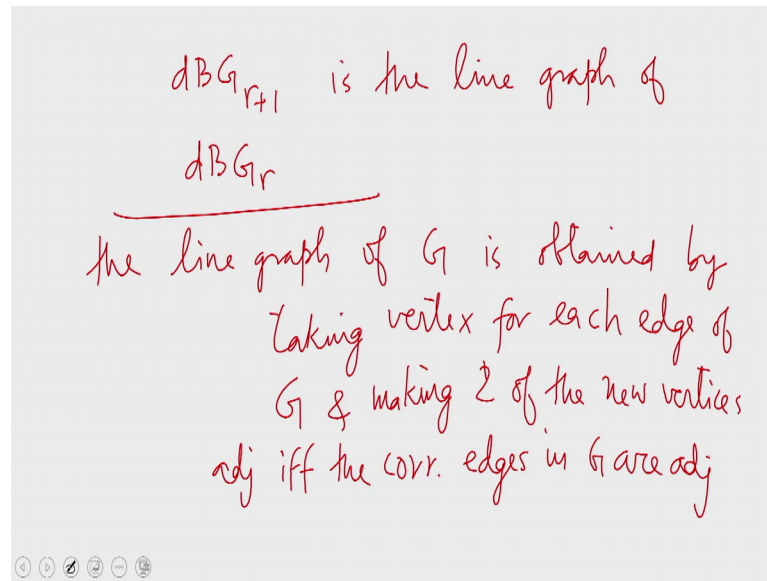 dBG_{r+1} is the line graph of
dBG_r
the line graph of G is obtained by
taking vertex for each edge of
G & making 2 of the new vertices
adj iff the corr. edges in G are adj